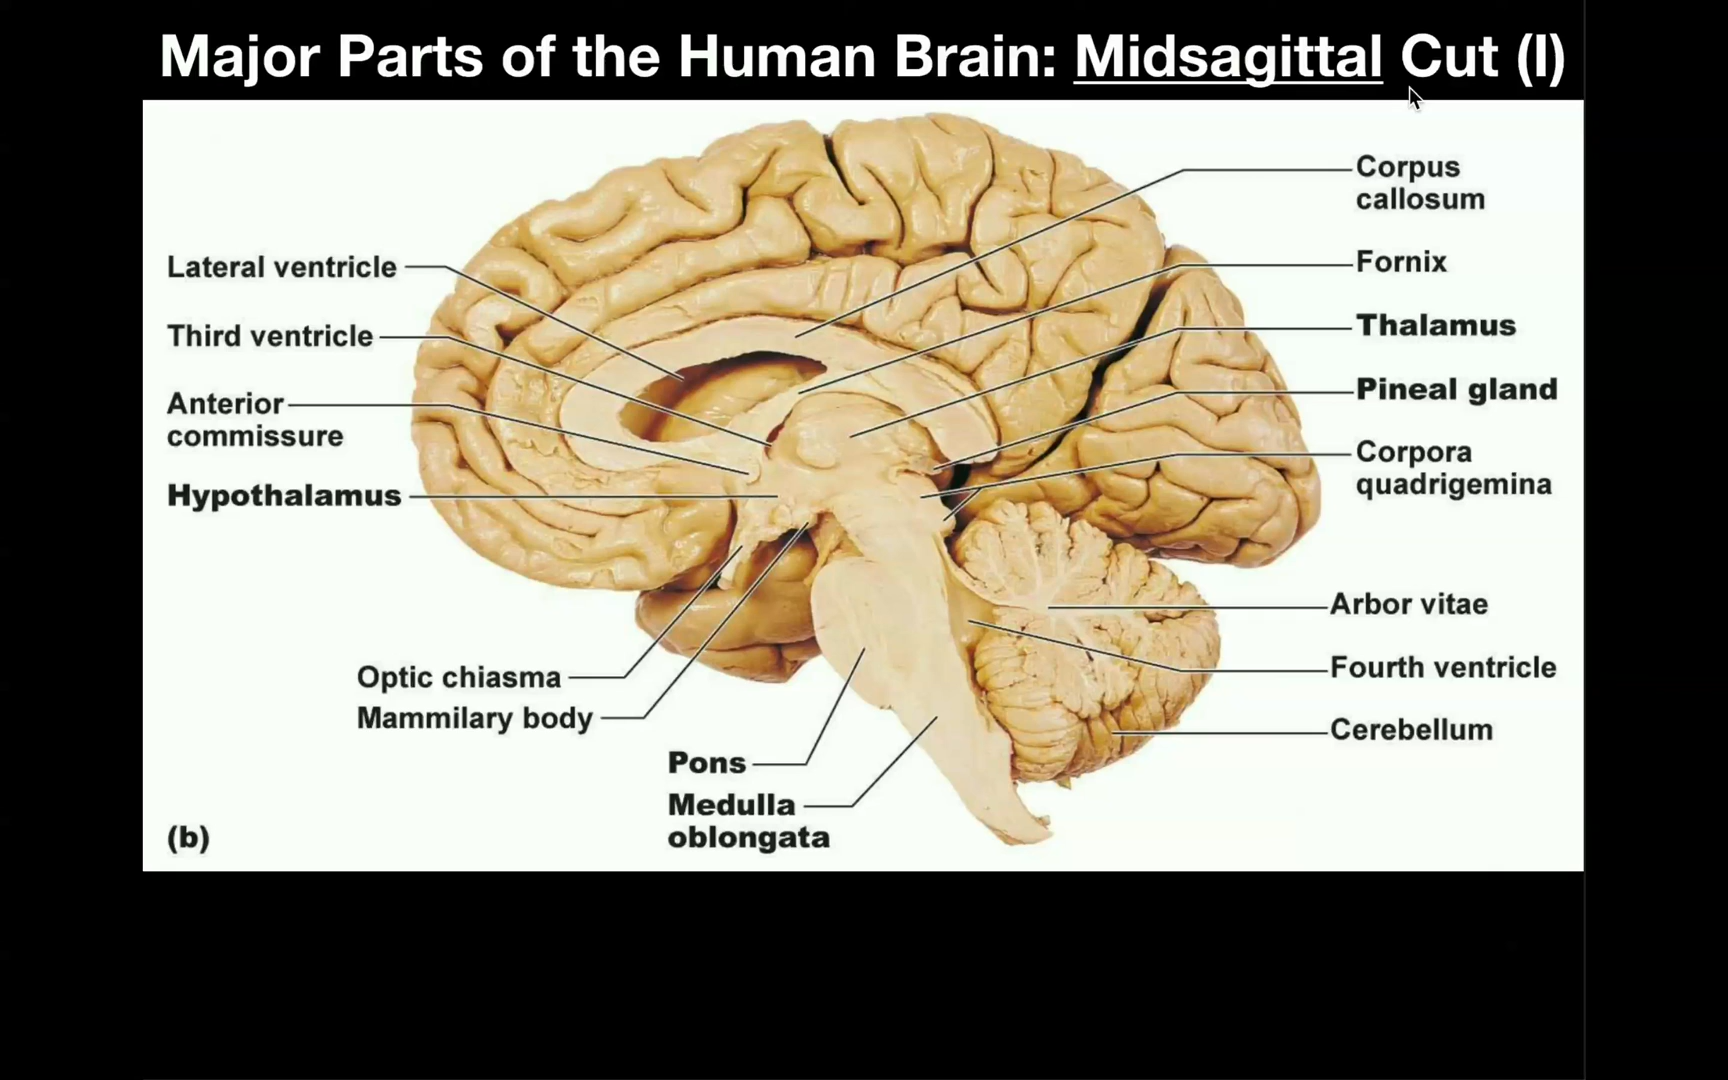 Major Parts of the Human Brain: Midsagittal Cut (I)
Lateral ventricle
Third ventricle
Anterior
commissure
Hypothalamus
Optic chiasma
Mammilary body
Pons
Medulla
oblongata
(b)
Corpus
callosum
Fornix
Thalamus
Pineal gland
Corpora
quadrigemina
Arbor vitae
Fourth ventricle
Cerebellum